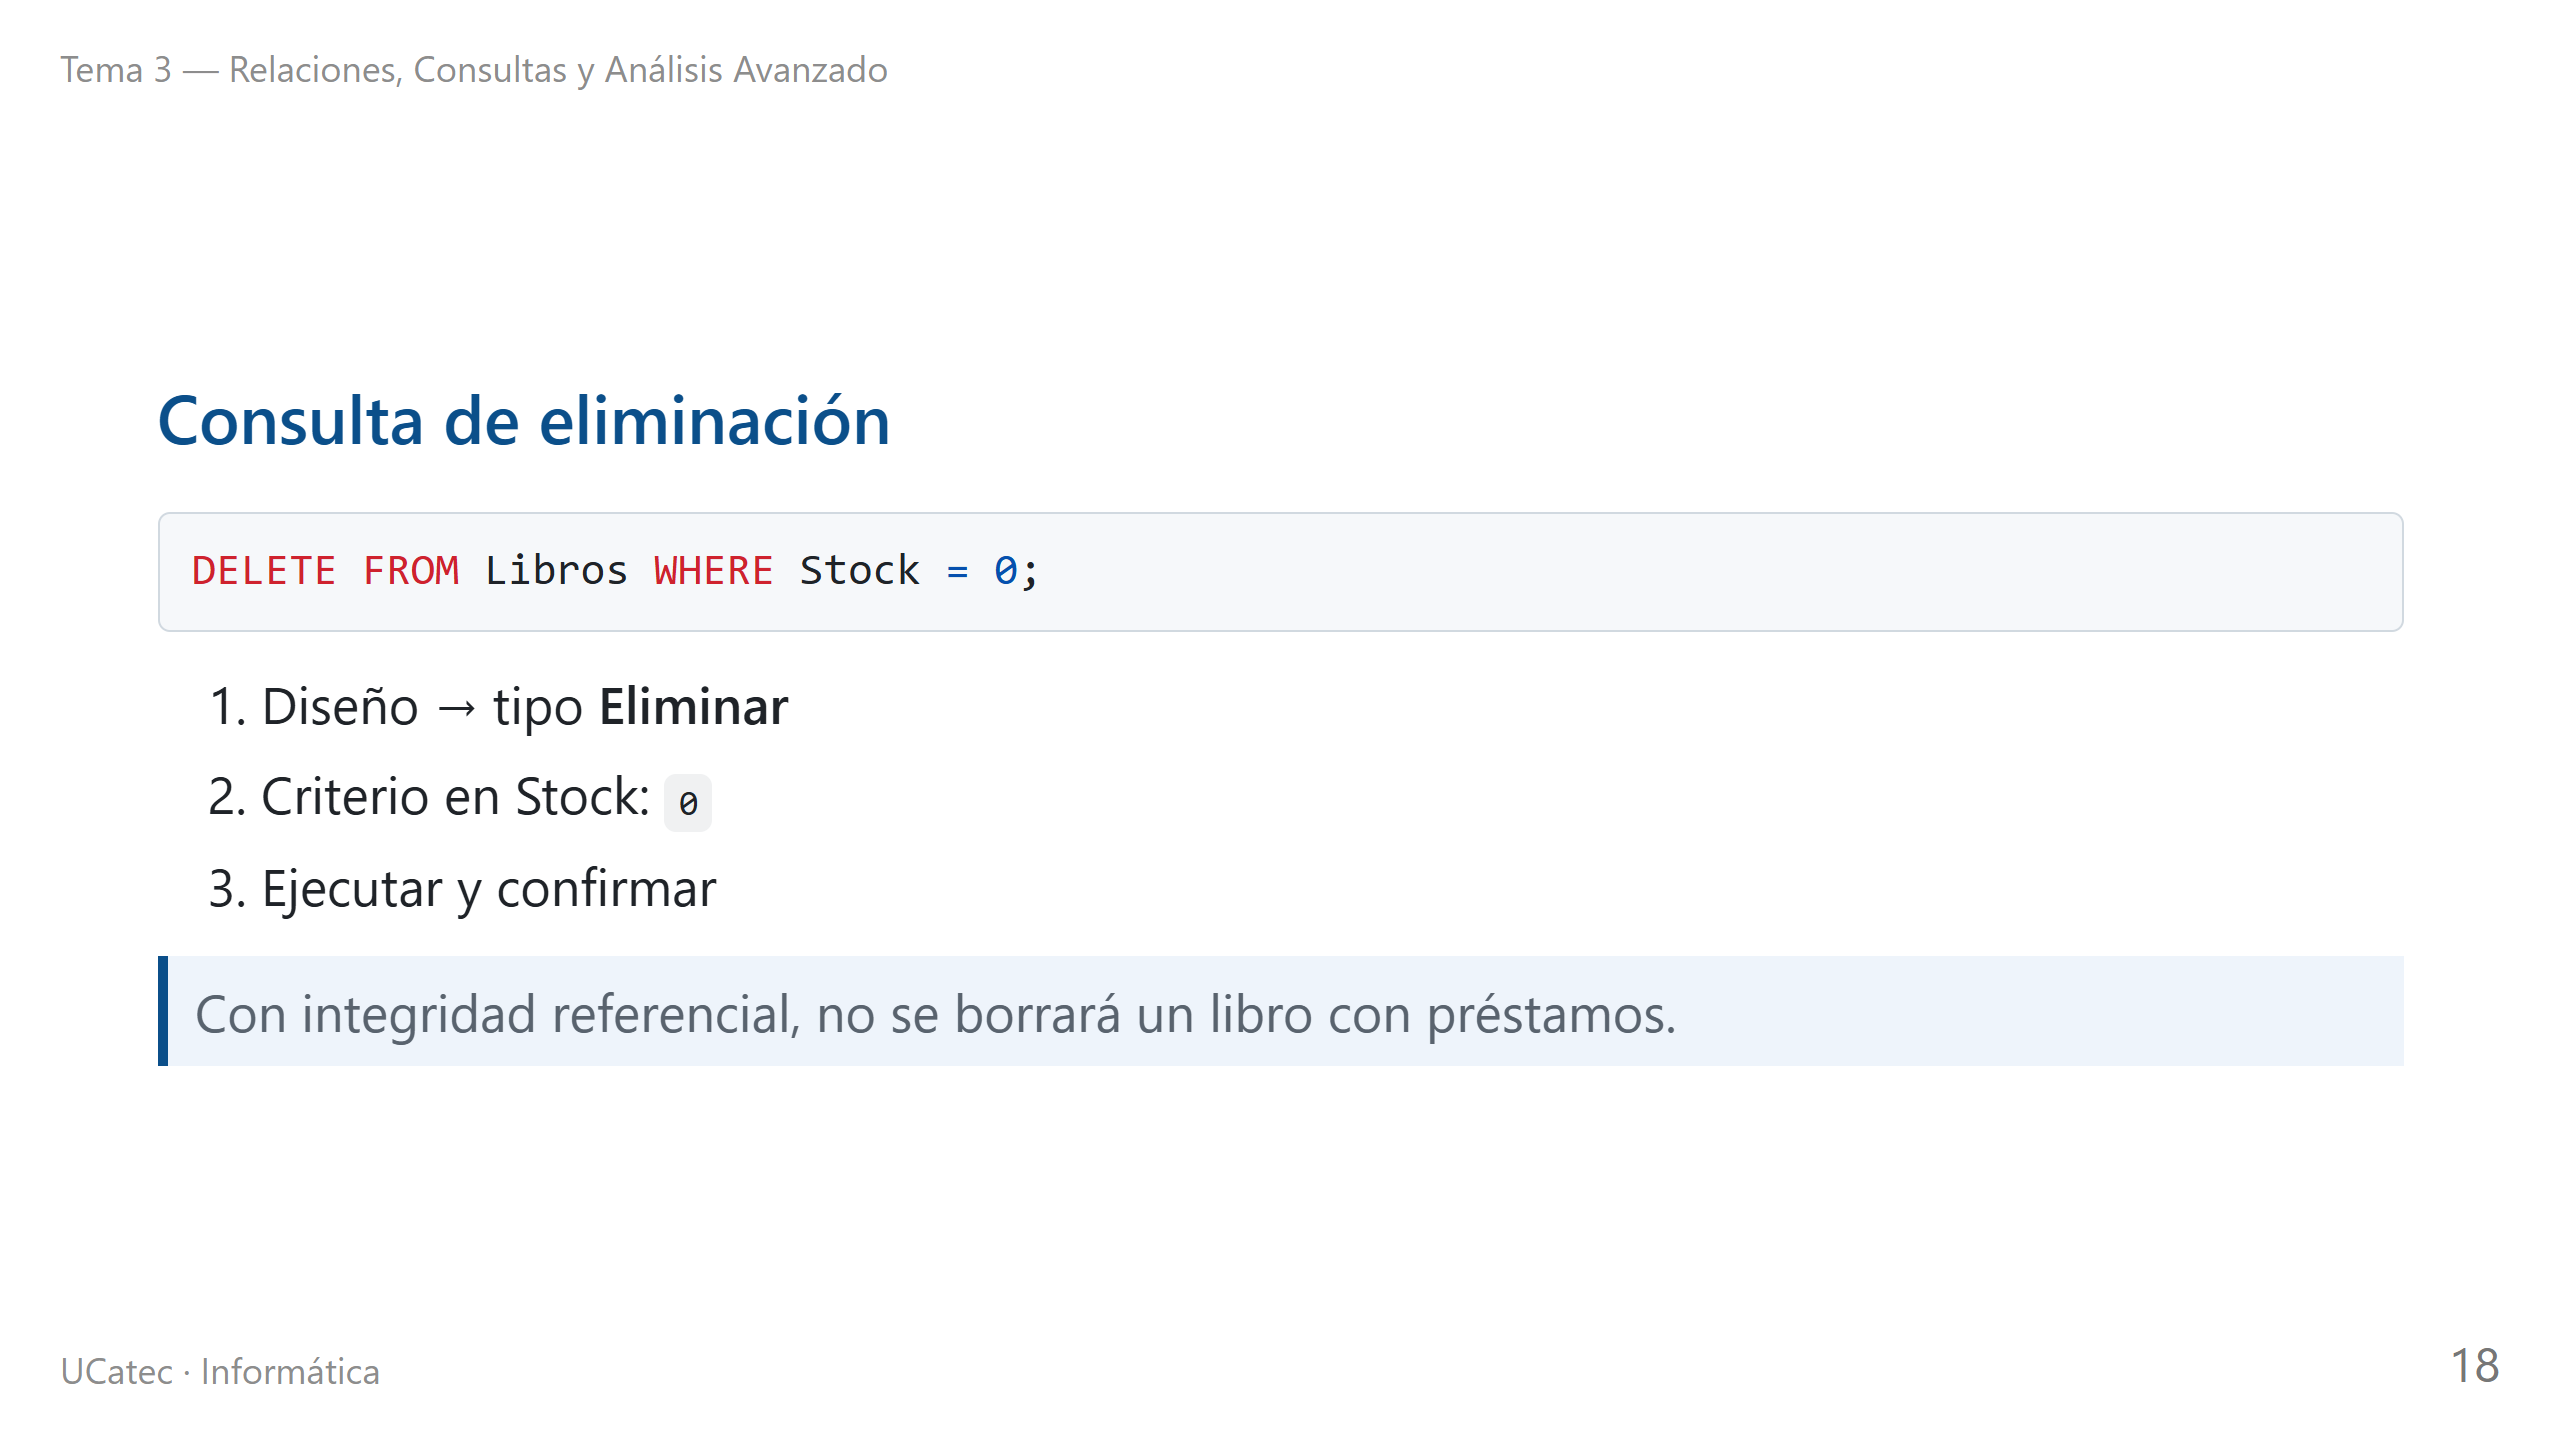 Tema 3 — Relaciones, Consultas y Análisis Avanzado
Consulta de eliminación
DELETE FROM Libros WHERE Stock = 0;
1. Diseño → tipo Eliminar
2. Criterio en Stock: 0
3. Ejecutar y confirmar
Con integridad referencial, no se borrará un libro con préstamos.
UCatec · Informática
18